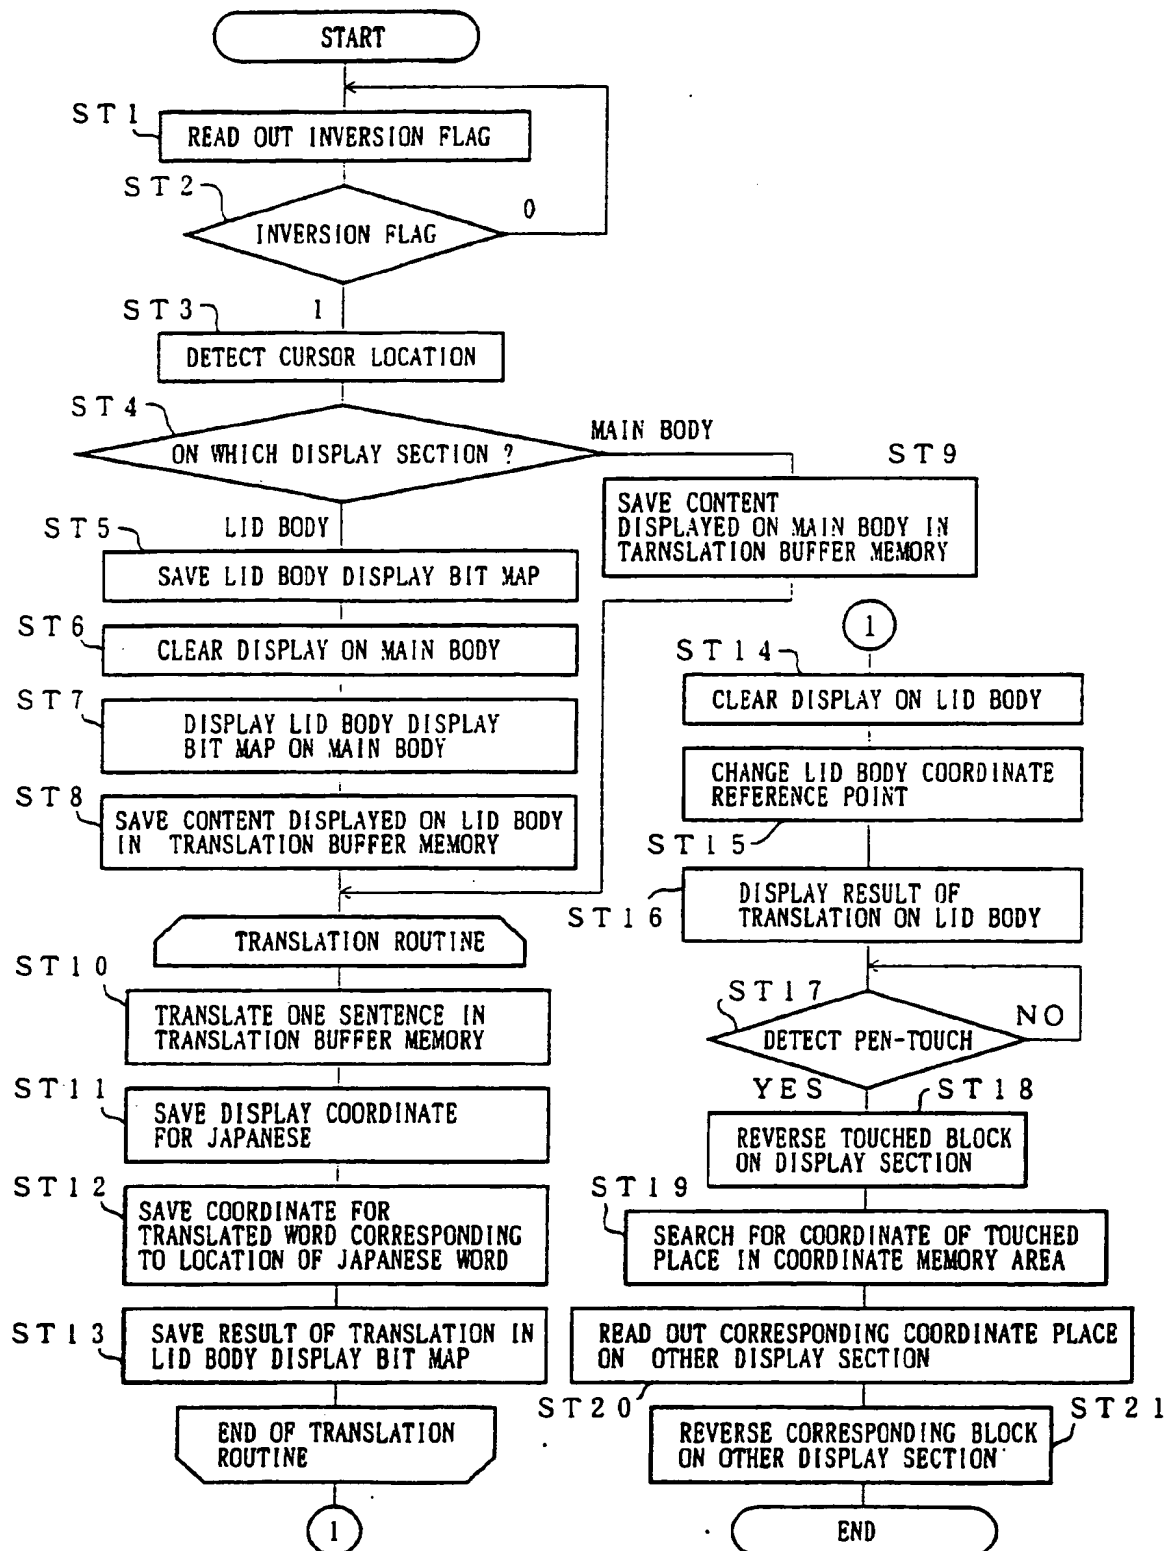 START
ST1
READ OUT INVERSION FLAG
ST2
INVERSION FLAG
0
1
ST3
DETECT CURSOR LOCATION
ST4
ON WHICH DISPLAY SECTION ?
MAIN BODY
LID BODY
ST5
SAVE LID BODY DISPLAY BIT MAP
ST6
CLEAR DISPLAY ON MAIN BODY
ST7
DISPLAY LID BODY DISPLAY
BIT MAP ON MAIN BODY
ST8
SAVE CONTENT DISPLAYED ON LID BODY
IN TRANSLATION BUFFER MEMORY
ST9
SAVE CONTENT
DISPLAYED ON MAIN BODY IN
TARNSLATION BUFFER MEMORY
TRANSLATION ROUTINE
ST10
TRANSLATE ONE SENTENCE IN
TRANSLATION BUFFER MEMORY
ST11
SAVE DISPLAY COORDINATE
FOR JAPANESE
ST12
SAVE COORDINATE FOR
TRANSLATED WORD CORRESPONDING
TO LOCATION OF JAPANESE WORD
ST13
SAVE RESULT OF TRANSLATION IN
LID BODY DISPLAY BIT MAP
END OF TRANSLATION
ROUTINE
1
1
ST14
CLEAR DISPLAY ON LID BODY
CHANGE LID BODY COORDINATE
REFERENCE POINT
ST15
DISPLAY RESULT OF
TRANSLATION ON LID BODY
ST16
ST17
DETECT PEN-TOUCH
NO
YES
ST18
REVERSE TOUCHED BLOCK
ON DISPLAY SECTION
ST19
SEARCH FOR COORDINATE OF TOUCHED
PLACE IN COORDINATE MEMORY AREA
READ OUT CORRESPONDING COORDINATE PLACE
ON OTHER DISPLAY SECTION
ST20
ST21
REVERSE CORRESPONDING BLOCK
ON OTHER DISPLAY SECTION
END